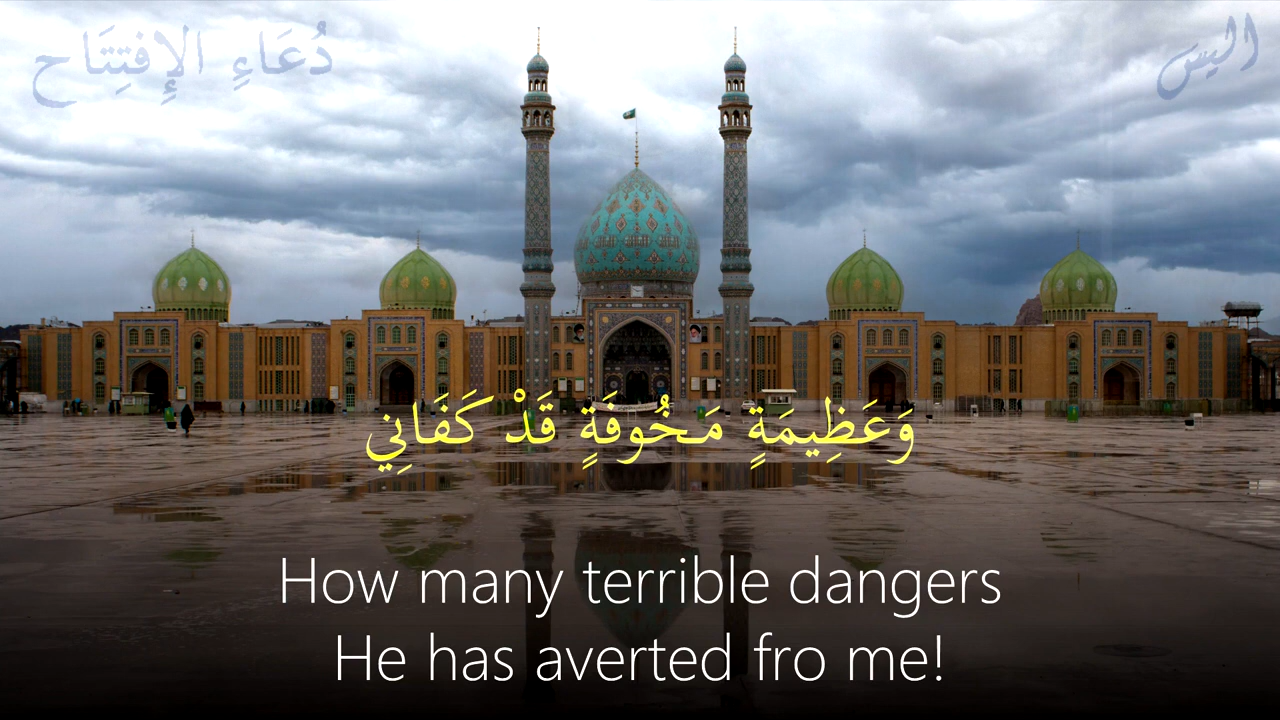 دُعَاءِ الإِفتِتَاح
اليس
وَعَظِيمَةٍ مَخُوفَةٍ قَدْ كَفَانِي
How many terrible dangers
He has averted fro me!